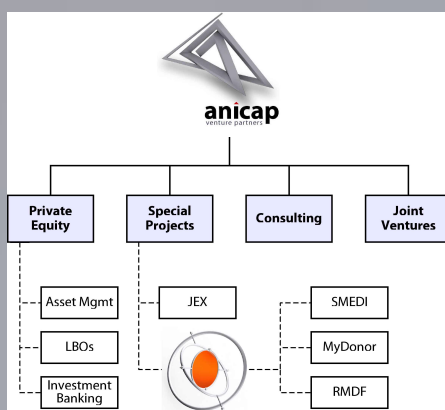 anicap
venture partners
Private
Equity
Special
Projects
Consulting
Joint
Ventures
Asset Mgmt
JEX
SMEDI
LBOs
MyDonor
Investment
Banking
RMDF